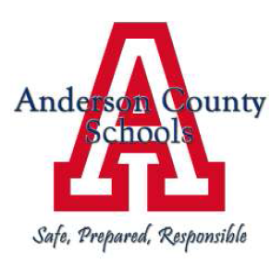 Anderson County
Schools
Safe, Prepared, Responsible